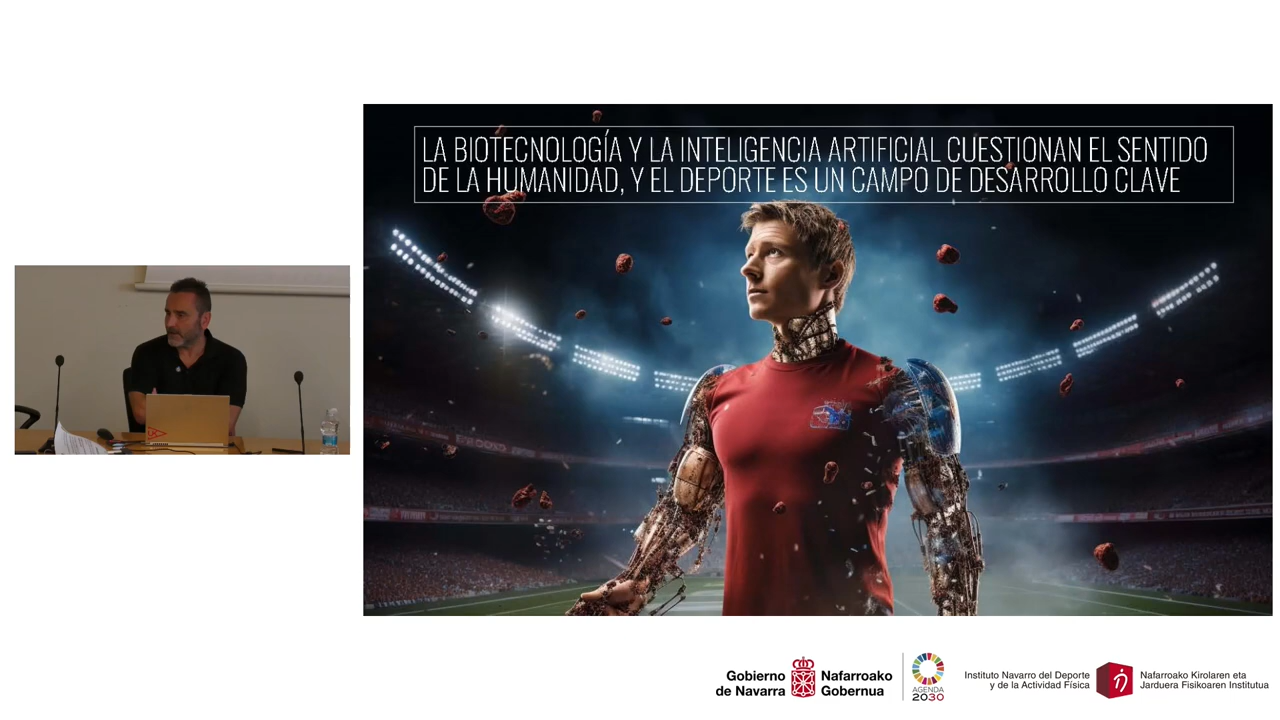 LA BIOTECNOLOGÍA Y LA INTELIGENCIA ARTIFICIAL CUESTIONAN EL SENTIDO
DE LA HUMANIDAD, Y EL DEPORTE ES UN CAMPO DE DESARROLLO CLAVE
Gobierno
de Navarra
Nafarroako
Gobernua
AGENDA
2030
Instituto Navarro del Deporte
y de la Actividad Física
Nafarroako Kirolaren eta
Jarduera Fisikoaren Institutua